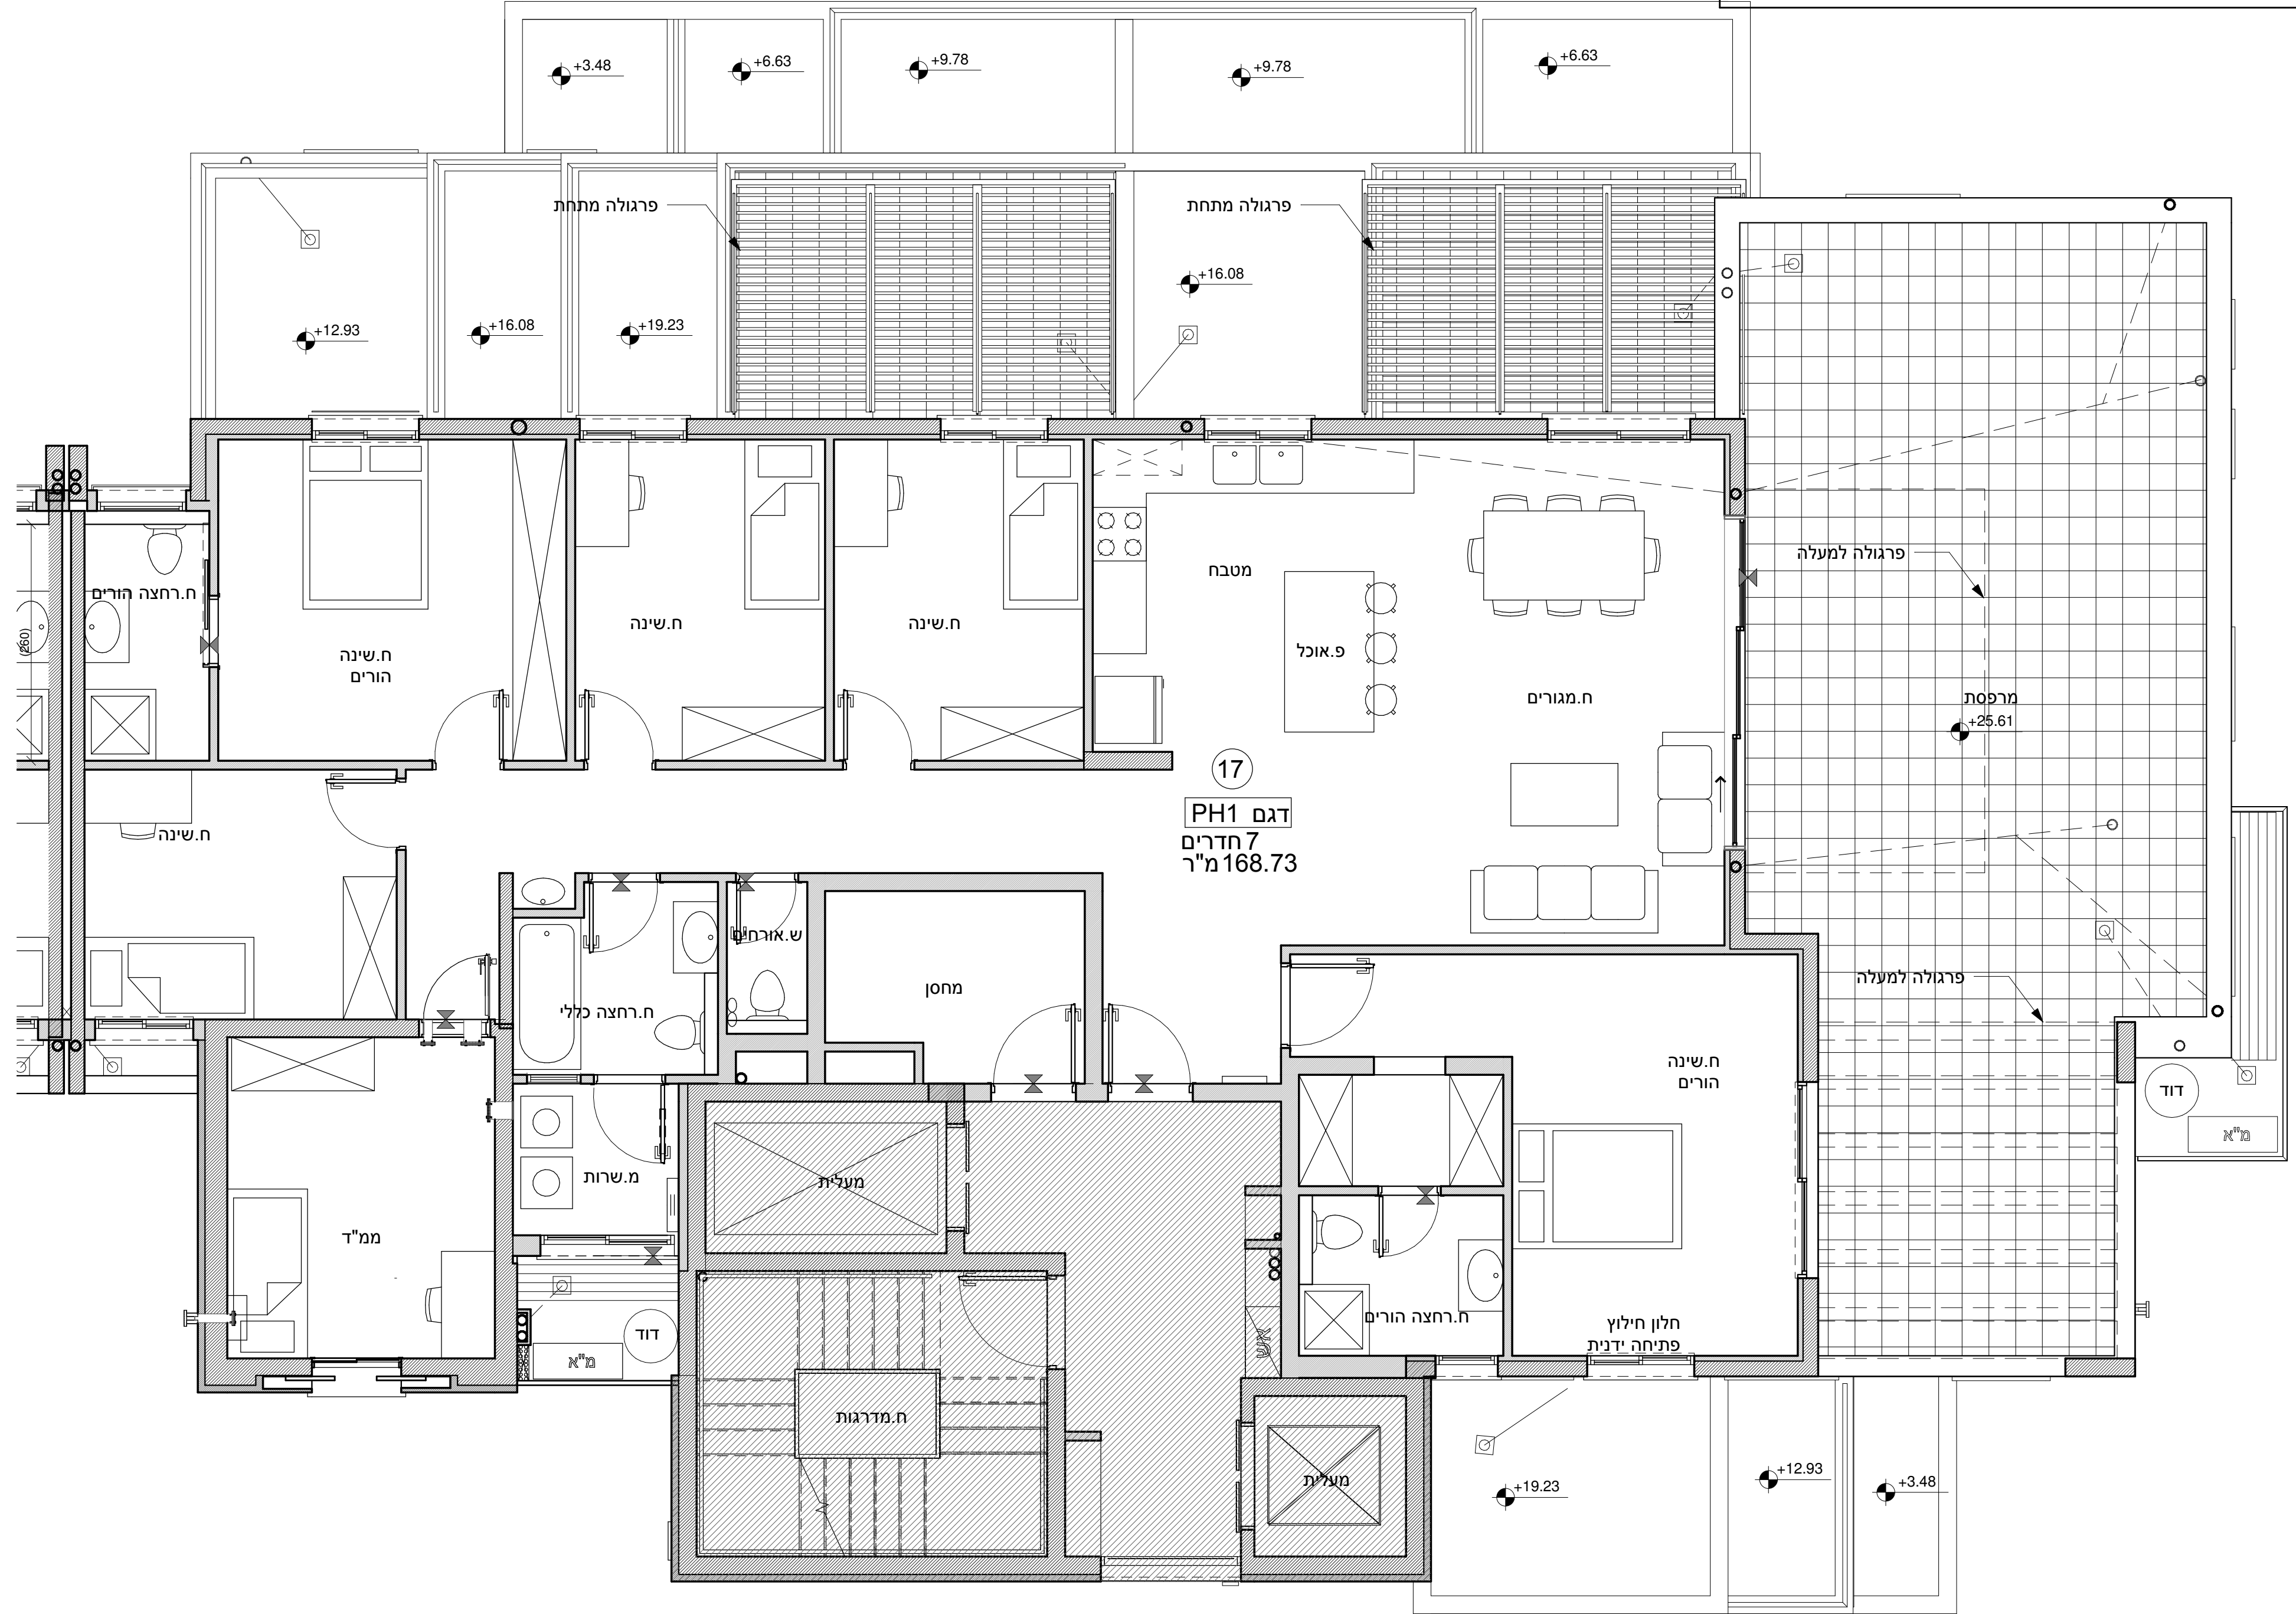 +3.48
+6.63
+9.78
+9.78
+6.63
פרגולה מתחת
פרגולה מתחת
+12.93
+16.08
+19.23
+16.08
ח.רחצה הורים
(260)
ח.שינה
הורים
ח.שינה
ח.שינה
מטבח
פ.אוכל
ח.מגורים
פרגולה למעלה
מרפסת
+25.61
17
דגם PH1
7 חדרים
168.73 מ"ר
ח.שינה
ש.אורחים
ח.רחצה כללי
מחסן
פרגולה למעלה
ח.שינה
הורים
דוד
מ"א
ממ"ד
מ.שרות
מעלית
דוד
מ"א
אש
ח.רחצה הורים
חלון חילוץ
פתיחה ידנית
ח.מדרגות
מעלית
+19.23
+12.93
+3.48